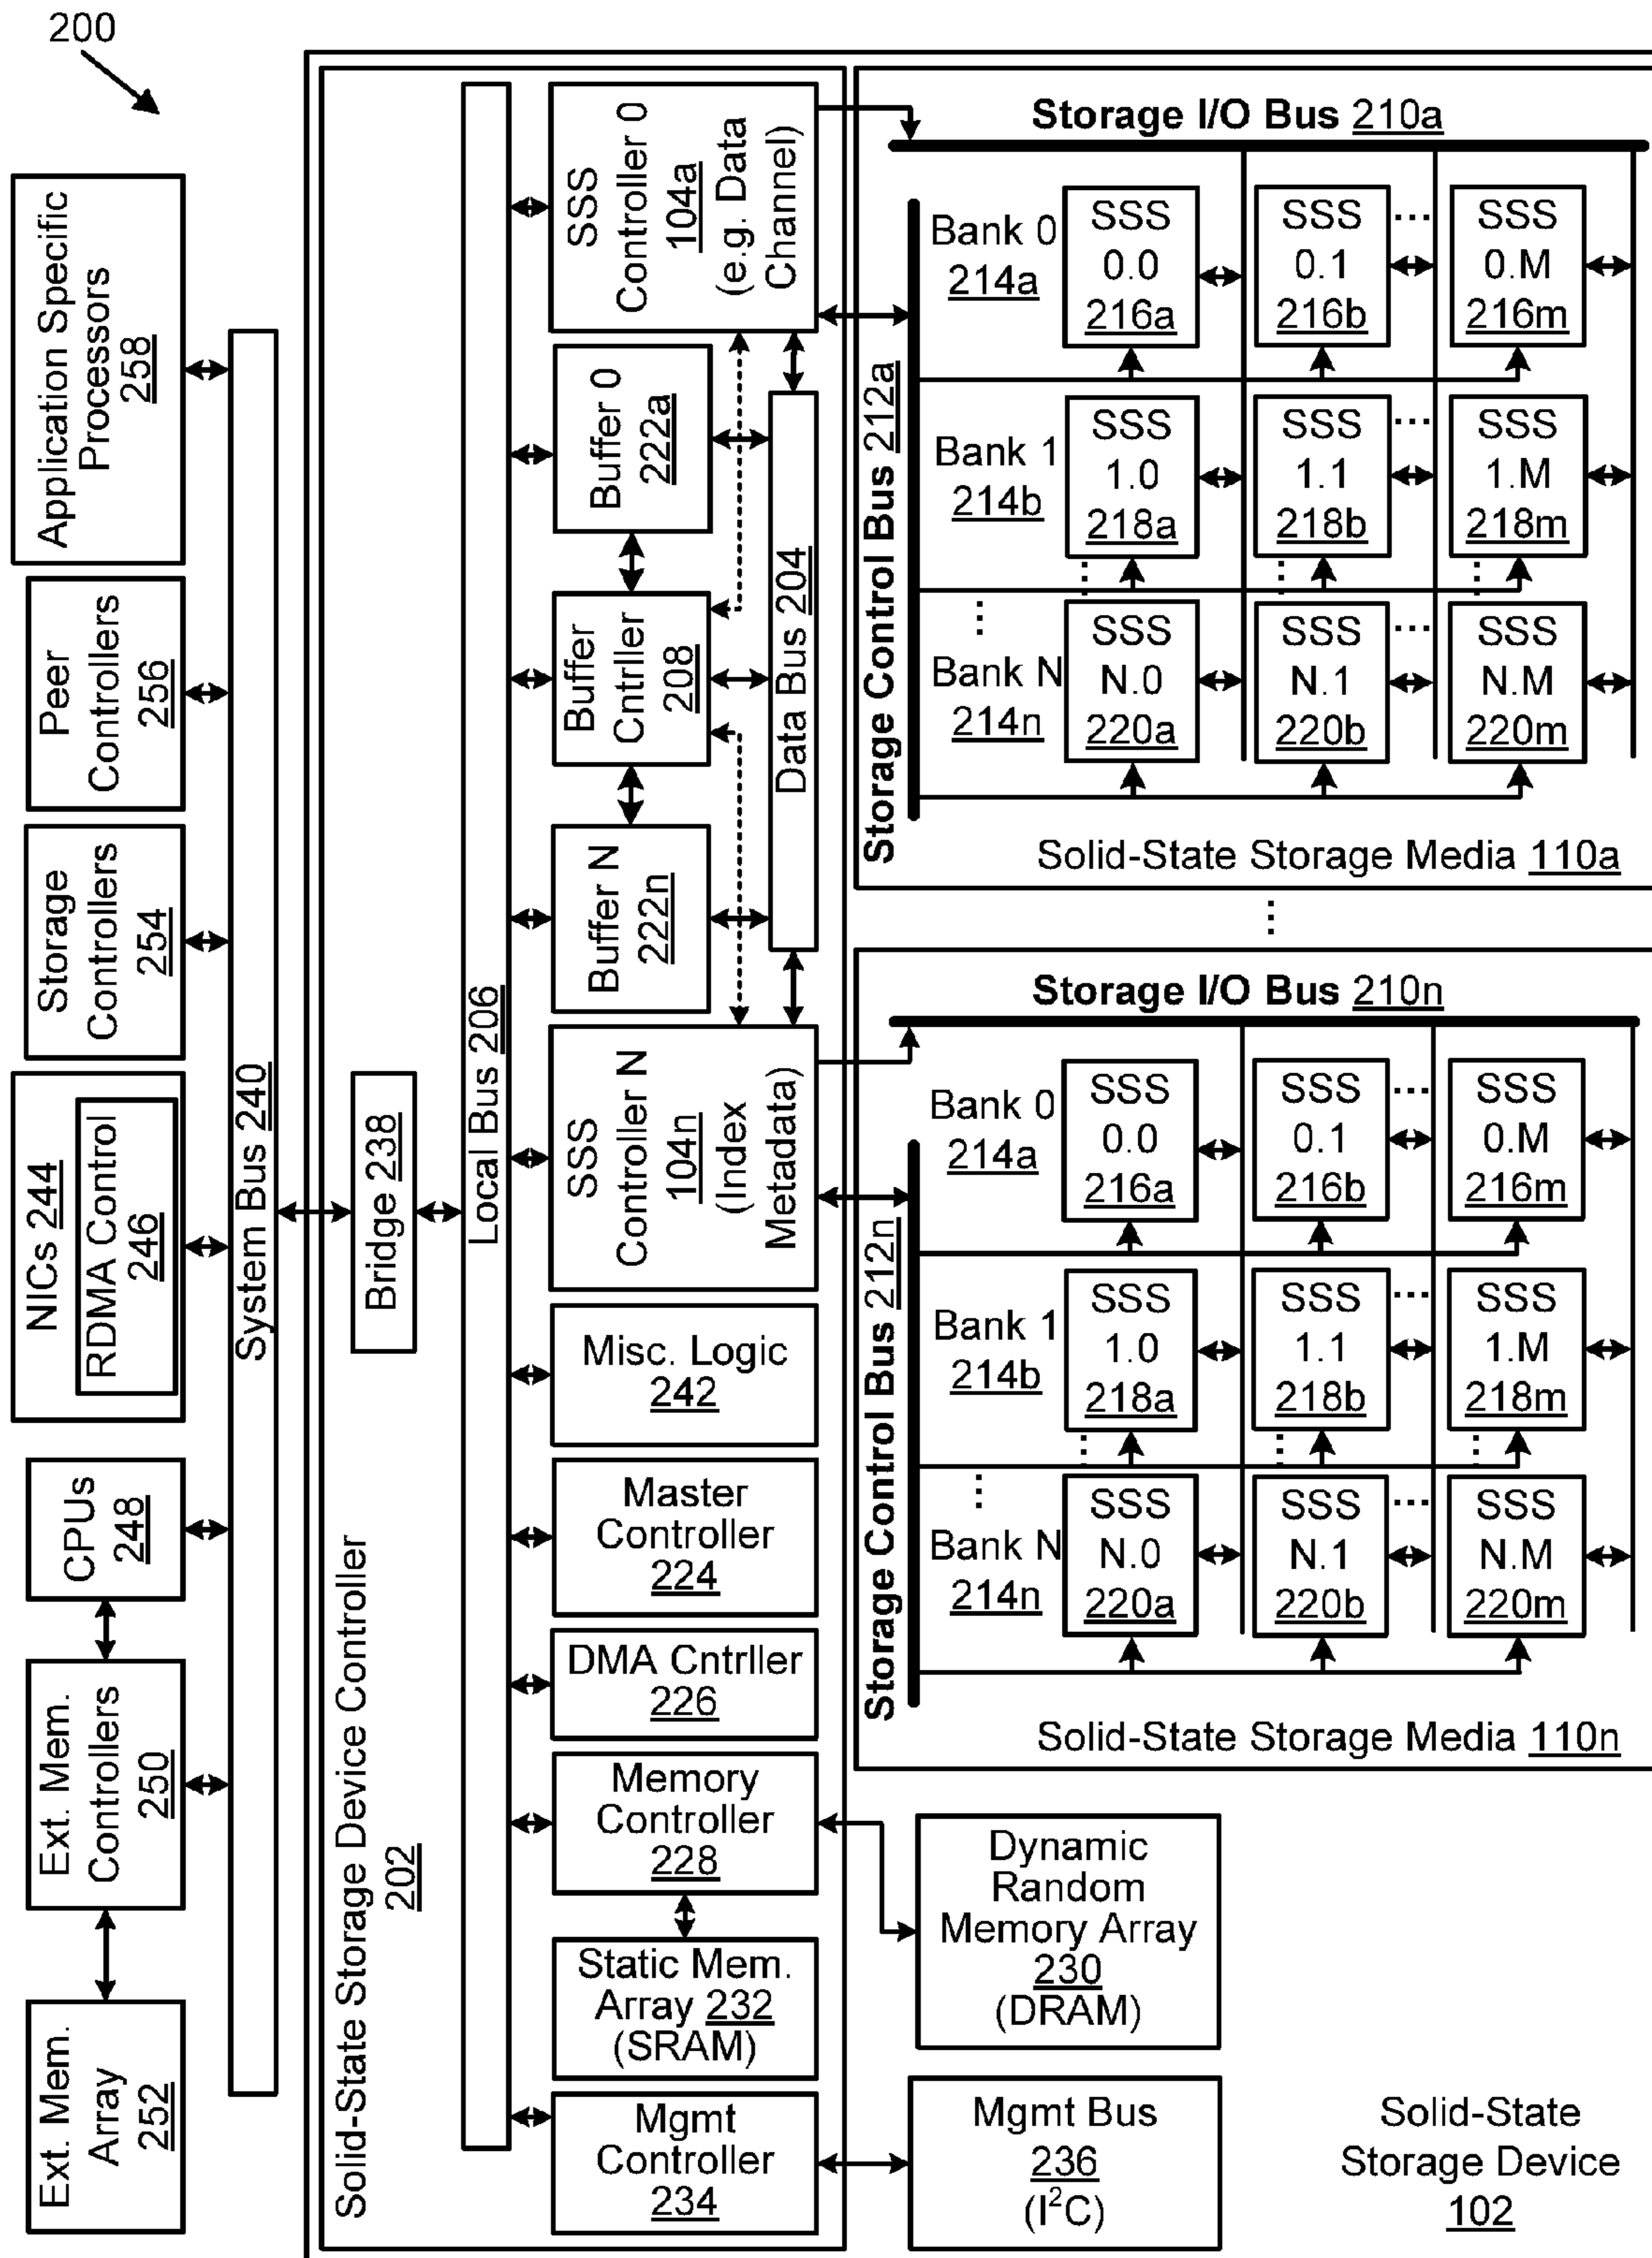 200
Application Specific
Processors
258
Peer
Controllers
256
Storage
Controllers
254
NICs 244
RDMA Control
246
CPUs
248
Ext. Mem.
Controllers
250
Ext. Mem.
Array
252
System Bus 240
Solid-State Storage Device Controller
202
Bridge 238
Local Bus 206
SSS
Controller 0
104a
(e.g. Data
Channel)
Buffer 0
222a
Buffer
Cntrller
208
Buffer N
222n
Data Bus 204
SSS
Controller N
104n
(Index
Metadata)
Misc. Logic
242
Master
Controller
224
DMA Cntrller
226
Memory
Controller
228
Static Mem.
Array 232
(SRAM)
Mgmt
Controller
234
Storage I/O Bus 210a
Storage Control Bus 212a
Bank 0
214a
SSS
0.0
216a
SSS
0.1
216b
...
SSS
0.M
216m
Bank 1
214b
SSS
1.0
218a
SSS
1.1
218b
...
SSS
1.M
218m
Bank N
214n
SSS
N.0
220a
SSS
N.1
220b
...
SSS
N.M
220m
Solid-State Storage Media 110a
Storage I/O Bus 210n
Storage Control Bus 212n
Bank 0
214a
SSS
0.0
216a
SSS
0.1
216b
...
SSS
0.M
216m
Bank 1
214b
SSS
1.0
218a
SSS
1.1
218b
...
SSS
1.M
218m
Bank N
214n
SSS
N.0
220a
SSS
N.1
220b
...
SSS
N.M
220m
Solid-State Storage Media 110n
Dynamic
Random
Memory Array
230
(DRAM)
Mgmt Bus
236
(I²C)
Solid-State
Storage Device
102